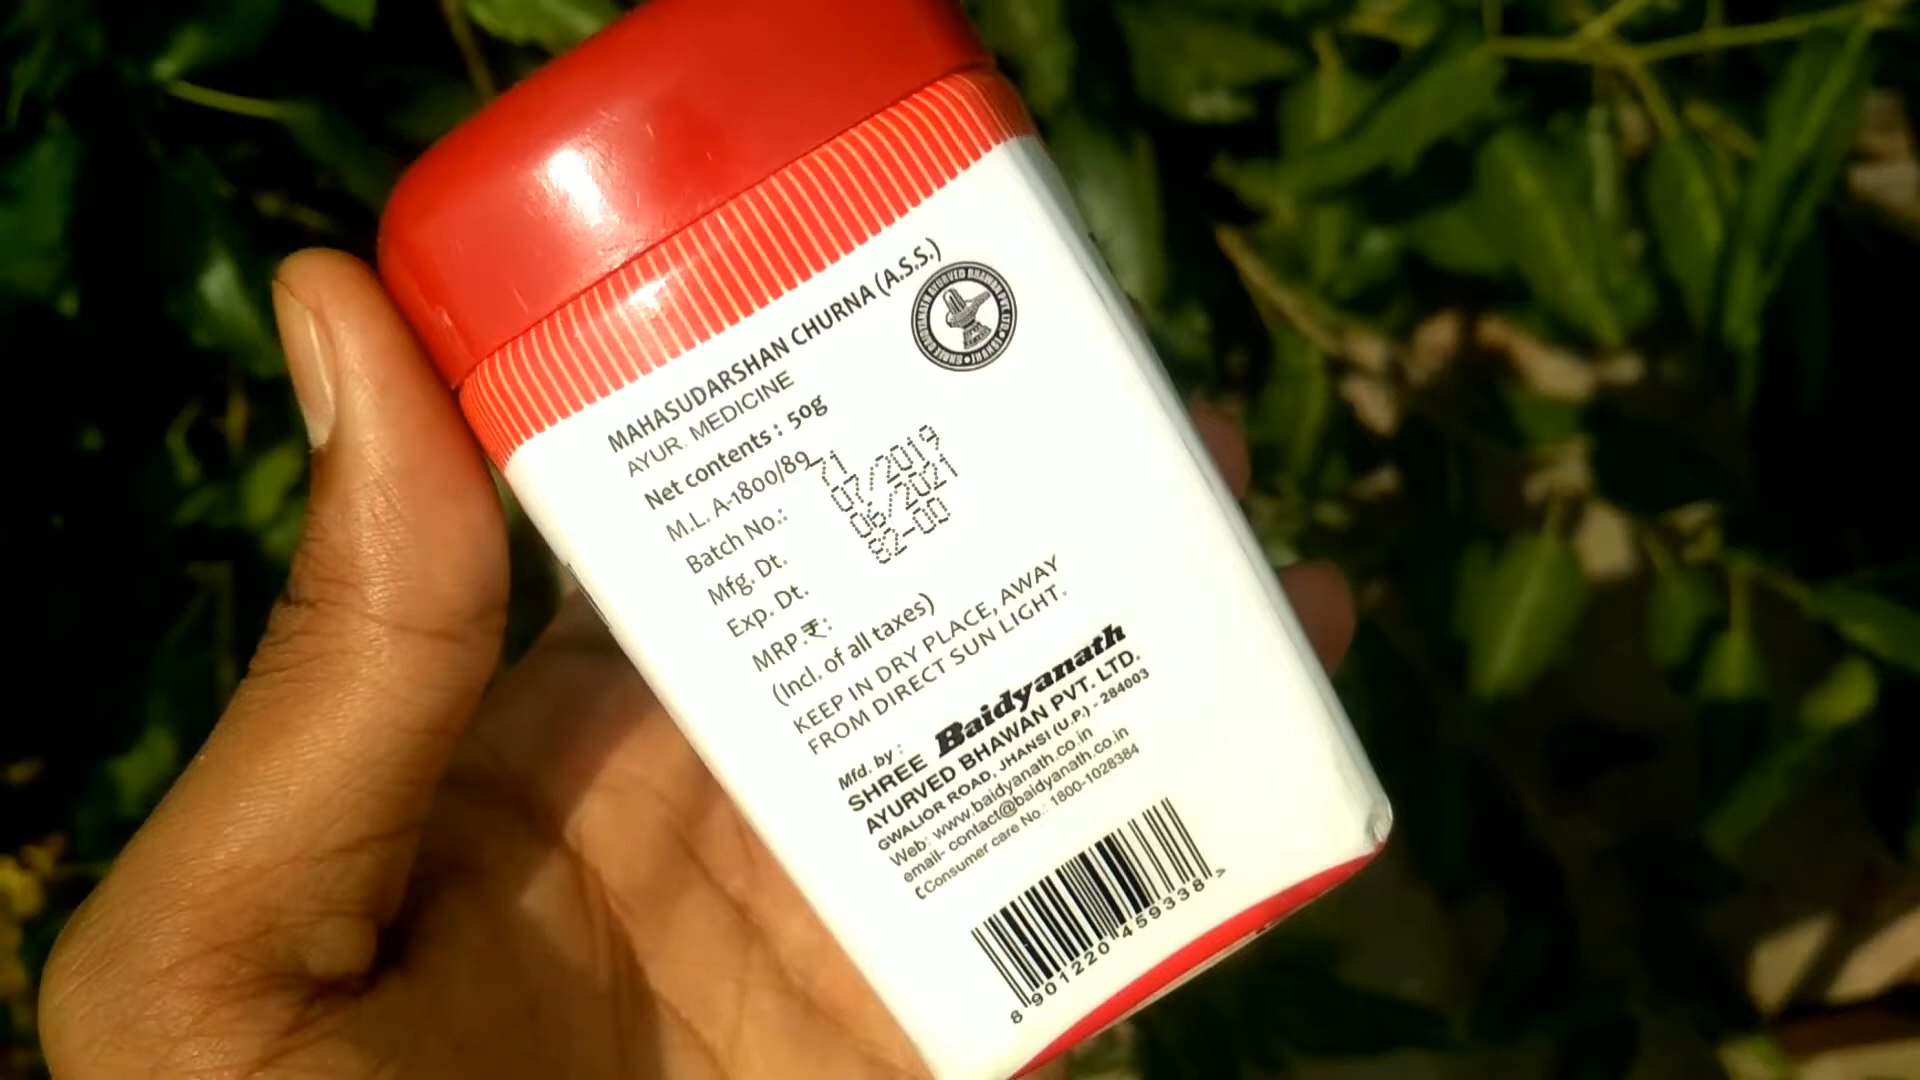 MAHASUDARSHAN CHURNA (A.S.S.)
AYUR. MEDICINE
Net contents : 50g
M.L. A-1800/89
Batch No.: 71
Mfg. Dt. 07/2019
Exp. Dt. 06/2021
MRP.₹: 82-00
(Incl. of all taxes)
KEEP IN DRY PLACE, AWAY
FROM DIRECT SUN LIGHT.
Mfd. by :
SHREE Baidyanath
AYURVED BHAWAN PVT. LTD.
GWALIOR ROAD, JHANSI (U.P.) - 284003
Web: www.baidyanath.co.in
email- contact@baidyanath.co.in
(Consumer care No.: 1800-1028384
8 901220 459338 >
SHREE BAIDYANATH AYURVED BHAWAN PVT. LTD. • JHANSI •